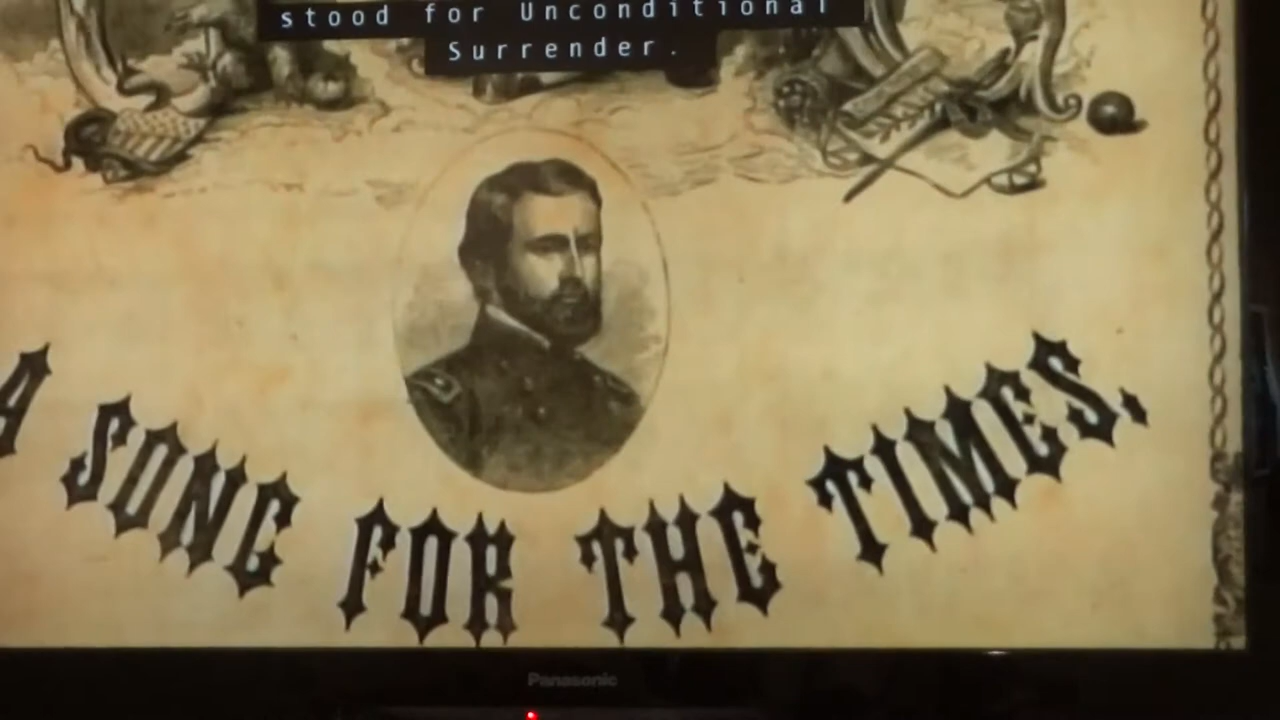 stood for Unconditional
Surrender.
A SONG FOR THE TIMES.
Panasonic